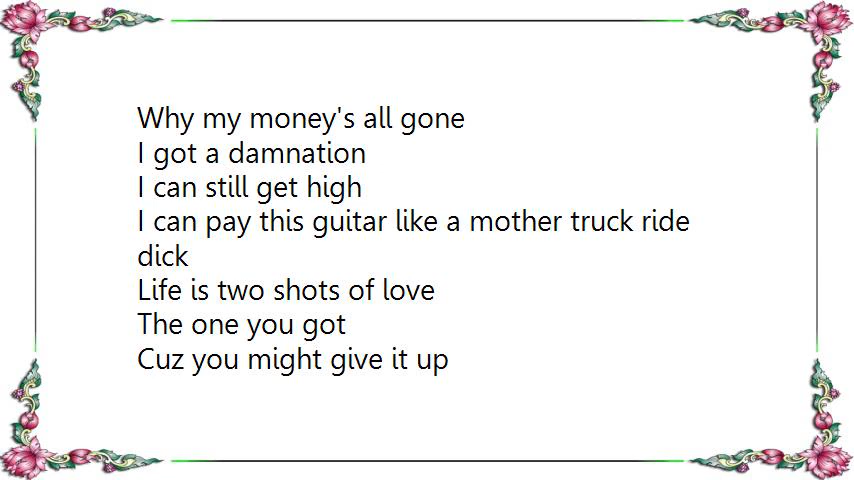 Why my money's all gone
I got a damnation
I can still get high
I can pay this guitar like a mother truck ride
dick
Life is two shots of love
The one you got
Cuz you might give it up